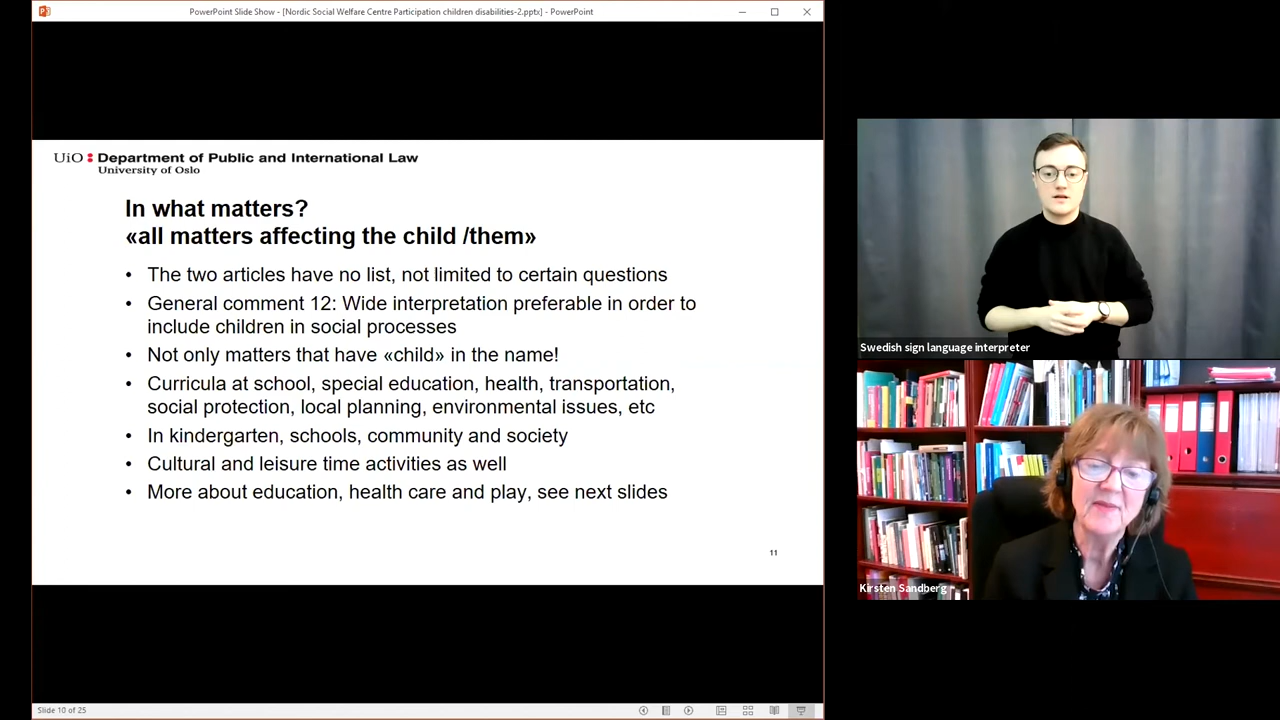 PowerPoint Slide Show - [Nordic Social Welfare Centre Participation children disabilities-2.pptx] - PowerPoint
UiO Department of Public and International Law
University of Oslo
In what matters?
«all matters affecting the child /them»
• The two articles have no list, not limited to certain questions
• General comment 12: Wide interpretation preferable in order to
include children in social processes
• Not only matters that have «child» in the name!
• Curricula at school, special education, health, transportation,
social protection, local planning, environmental issues, etc
• In kindergarten, schools, community and society
• Cultural and leisure time activities as well
• More about education, health care and play, see next slides
11
Slide 10 of 25
Swedish sign language interpreter
Kirsten Sandberg